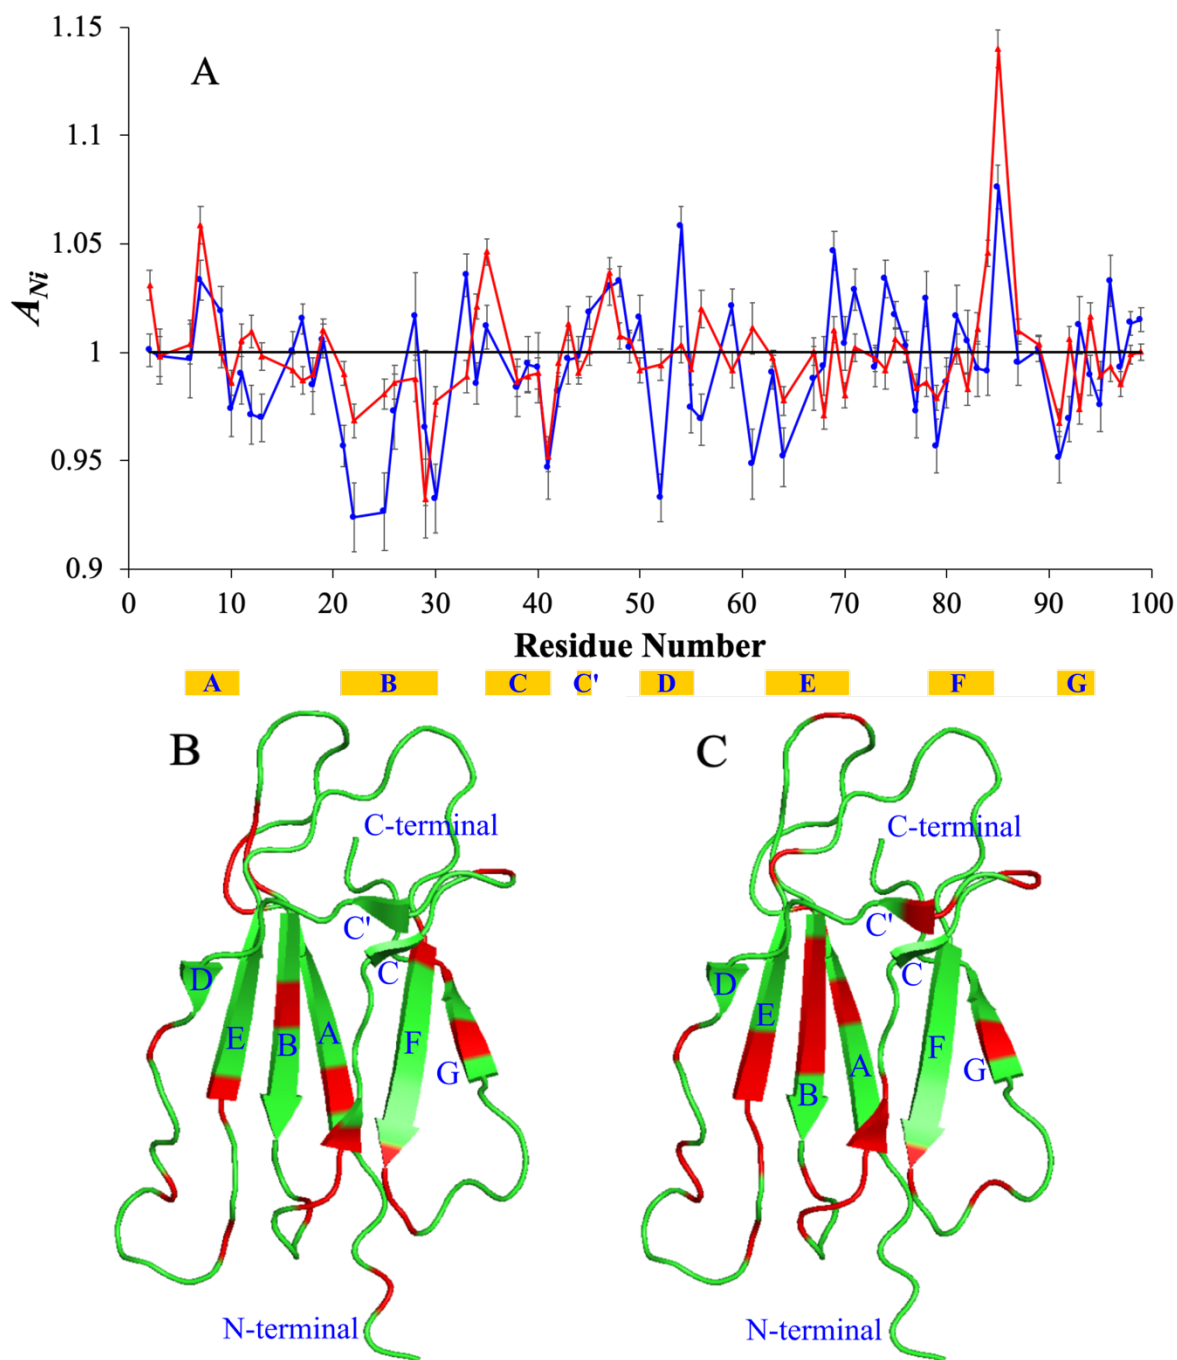 A
1.15
1.1
1.05
1
0.95
0.9
A_Ni
0 10 20 30 40 50 60 70 80 90 100
Residue Number
A B C C' D E F G
B
C-terminal
C'
C
D
E
B
A
F
G
N-terminal
C
C-terminal
C'
C
D
E
B
A
F
G
N-terminal